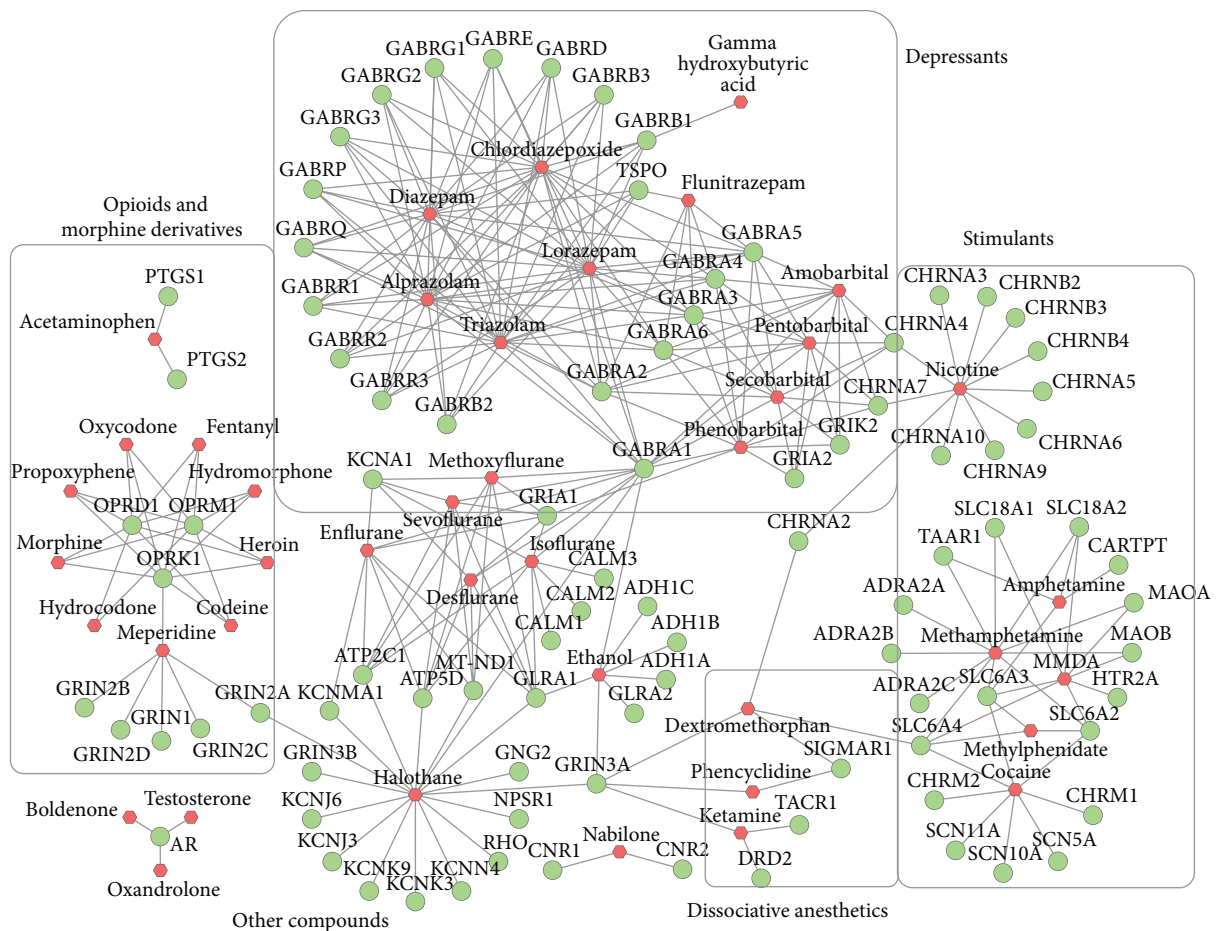 Depressants
Gamma
hydroxybutyric
acid
GABRE
GABRG1
GABRD
GABRG2
GABRB3
GABRG3
GABRB1
Chlordiazepoxide
GABRP
TSPO
Flunitrazepam
Diazepam
Opioids and
morphine derivatives
GABRQ
GABRA5
Stimulants
Lorazepam
GABRA4
Amobarbital
PTGS1
GABRR1
Alprazolam
GABRA3
CHRNA3
CHRNB2
CHRNB3
Acetaminophen
Triazolam
GABRA6
Pentobarbital
CHRNA4
GABRR2
CHRNB4
PTGS2
GABRR3
GABRA2
Secobarbital
Nicotine
CHRNA7
CHRNA5
GABRB2
Oxycodone
Fentanyl
Phenobarbital
GRIK2
CHRNA10
CHRNA6
GABRA1
Propoxyphene
Hydromorphone
KCNA1
Methoxyflurane
GRIA2
CHRNA9
OPRD1
OPRM1
GRIA1
Sevoflurane
CHRNA2
SLC18A1
SLC18A2
Enflurane
Isoflurane
TAAR1
CARTPT
Morphine
Heroin
OPRK1
CALM3
ADRA2A
Amphetamine
MAOA
Hydrocodone
Codeine
Desflurane
CALM2
ADH1C
Meperidine
CALM1
ADH1B
ADRA2B
Methamphetamine
MAOB
ATP2C1
MT-ND1
Ethanol
ADH1A
MMDA
GRIN2B
GRIN2A
KCNMA1
ATP5D
GLRA1
GLRA2
ADRA2C
SLC6A3
HTR2A
GRIN1
Dextromethorphan
SLC6A4
SLC6A2
GRIN2D
GRIN2C
GRIN3B
GNG2
GRIN3A
SIGMAR1
Methylphenidate
Halothane
Phencyclidine
Cocaine
CHRM2
Boldenone
Testosterone
KCNJ6
NPSR1
Ketamine
TACR1
CHRM1
AR
KCNJ3
RHO
Nabilone
SCN11A
SCN5A
CNR1
CNR2
DRD2
SCN10A
KCNK9
KCNN4
KCNK3
Oxandrolone
Other compounds
Dissociative anesthetics